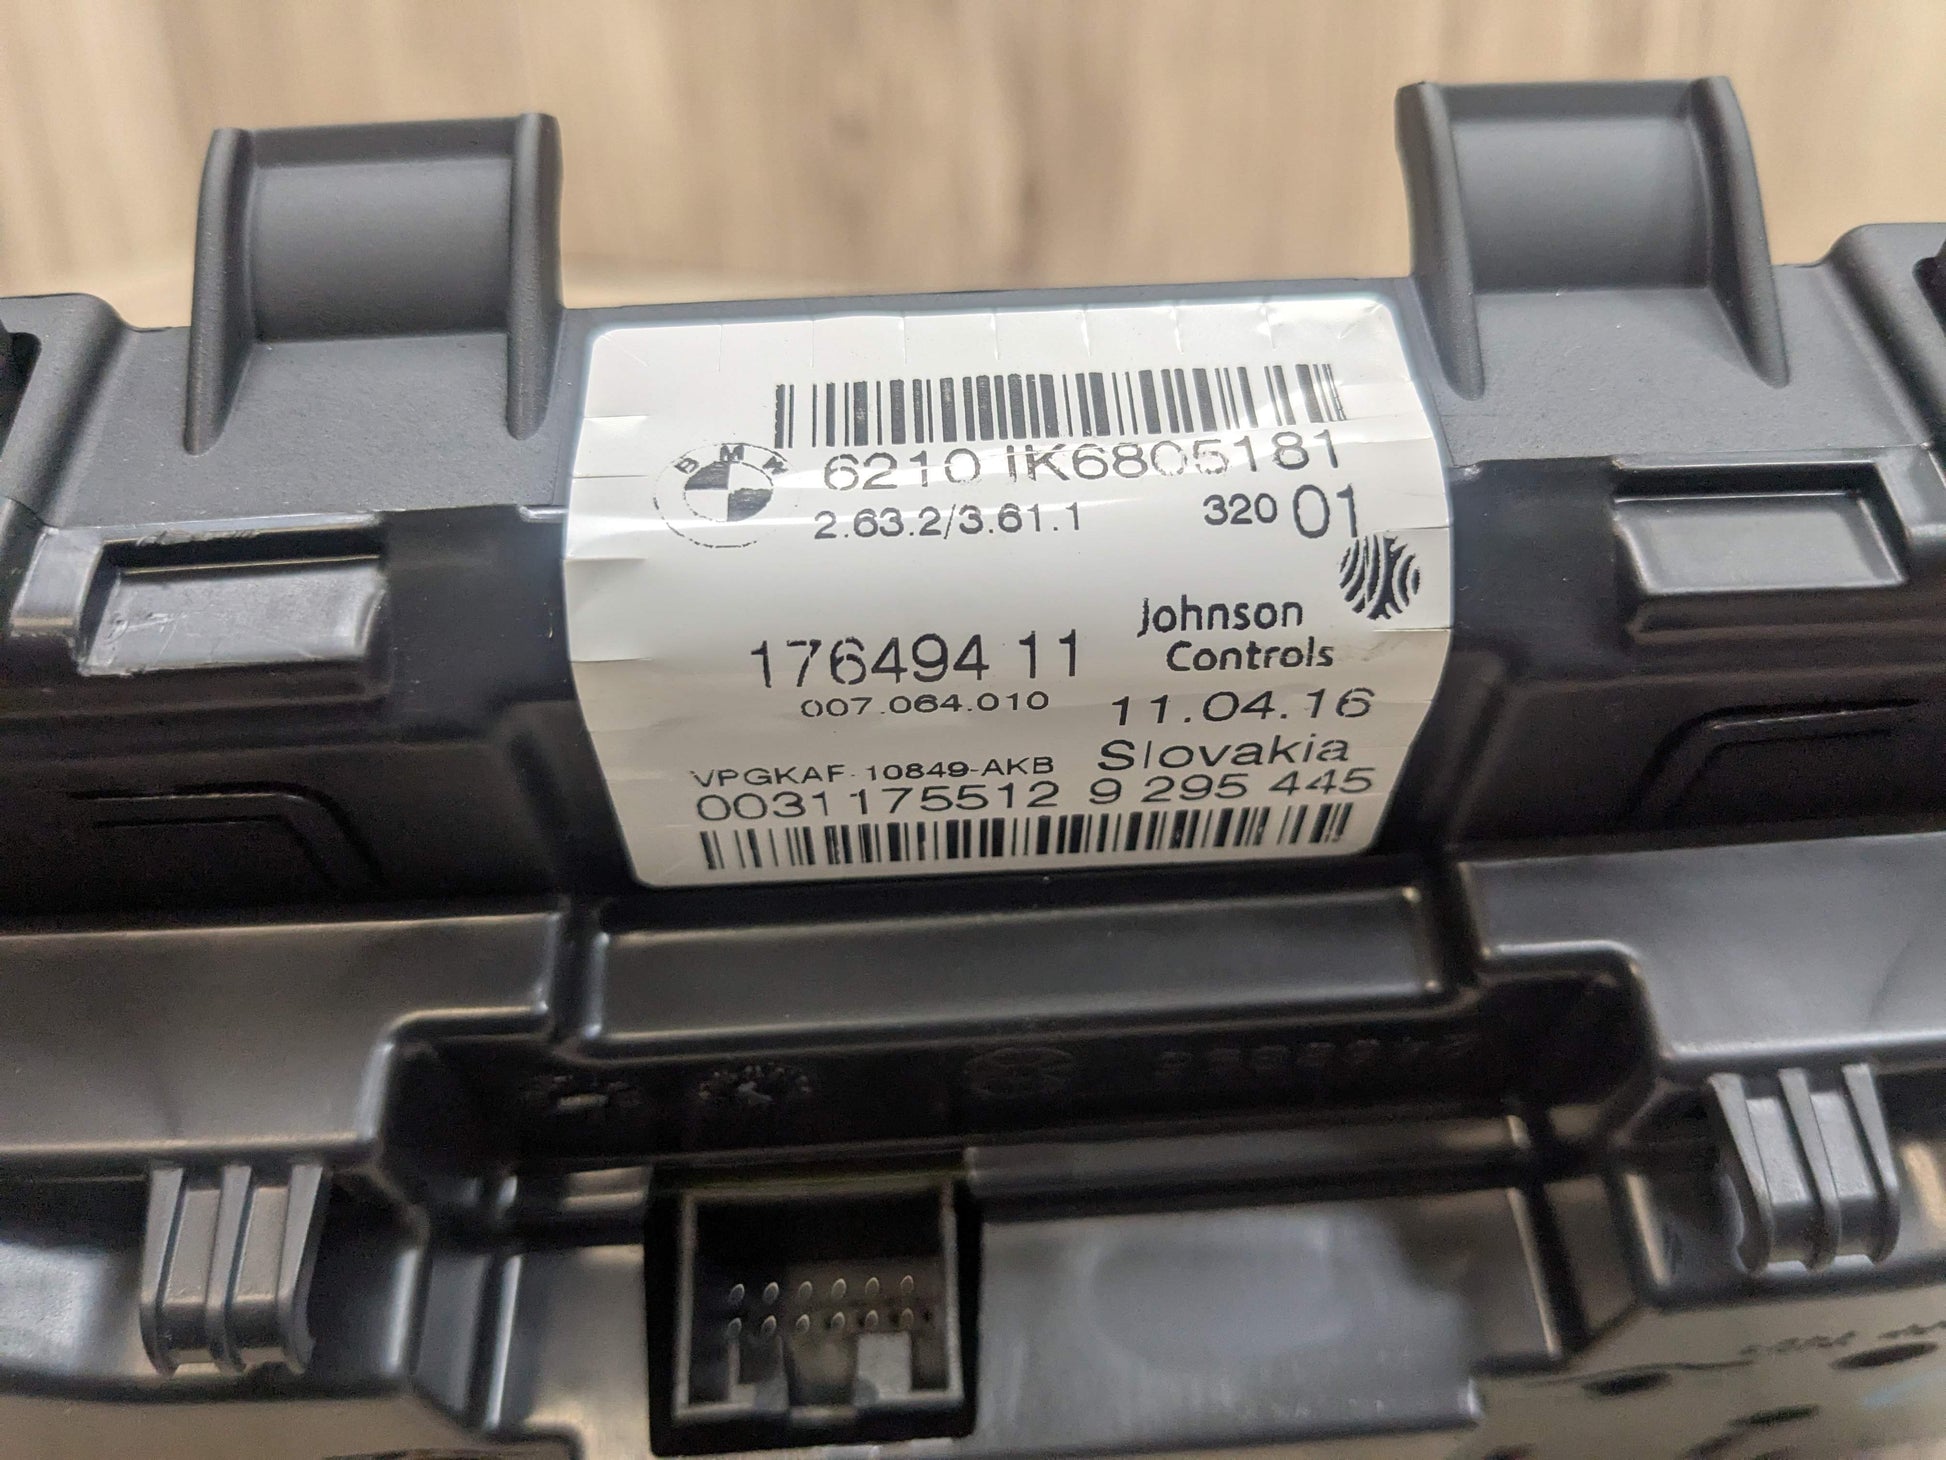 BMW
6210 IK6805181
2.63.2/3.61.1 320 01
Johnson
Controls
176494 11
007.064.010
11.04.16
Slovakia
VPGKAF-10849-AKB
0031175512 9 295 445